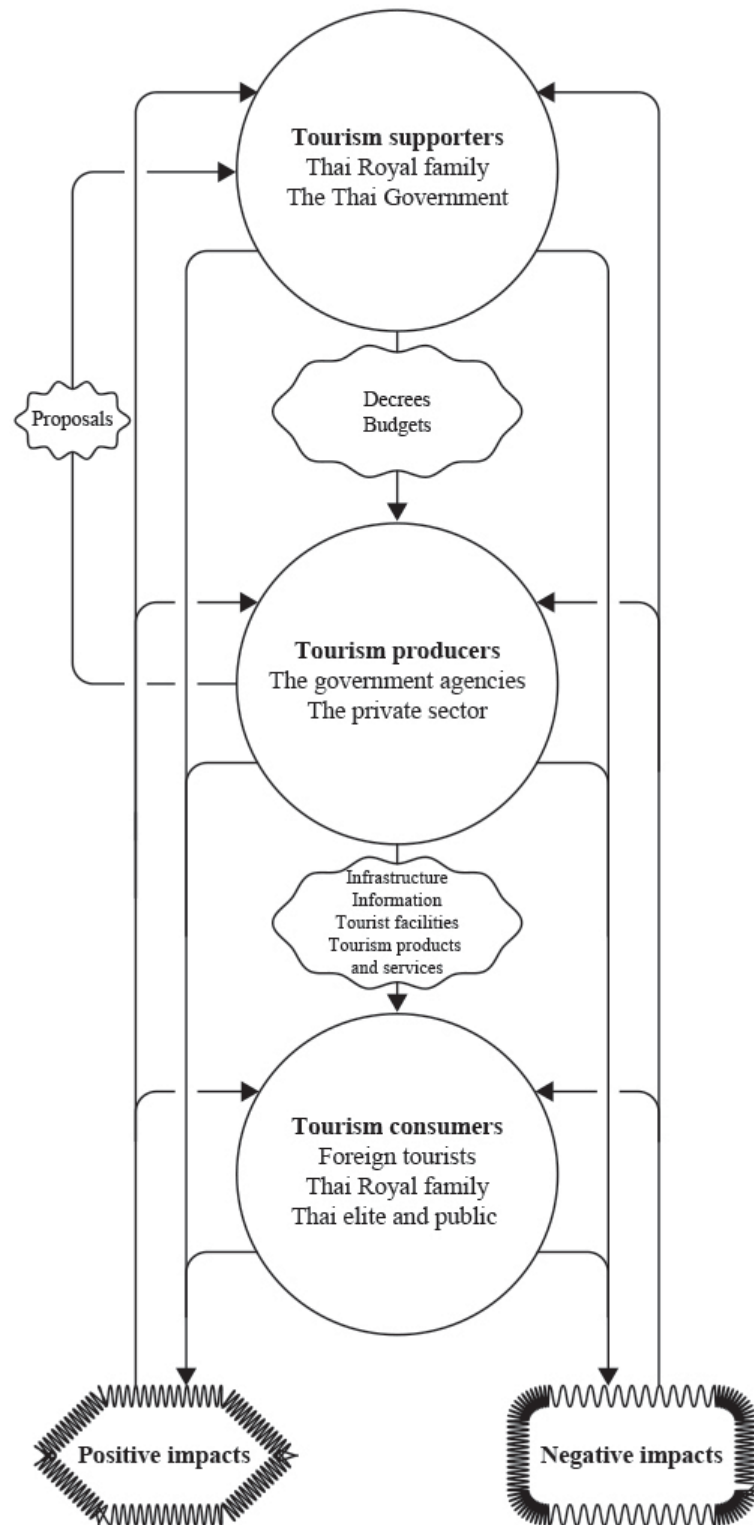 Tourism supporters
Thai Royal family
The Thai Government
Proposals
Decrees
Budgets
Tourism producers
The government agencies
The private sector
Infrastructure
Information
Tourist facilities
Tourism products
and services
Tourism consumers
Foreign tourists
Thai Royal family
Thai elite and public
Positive impacts
Negative impacts